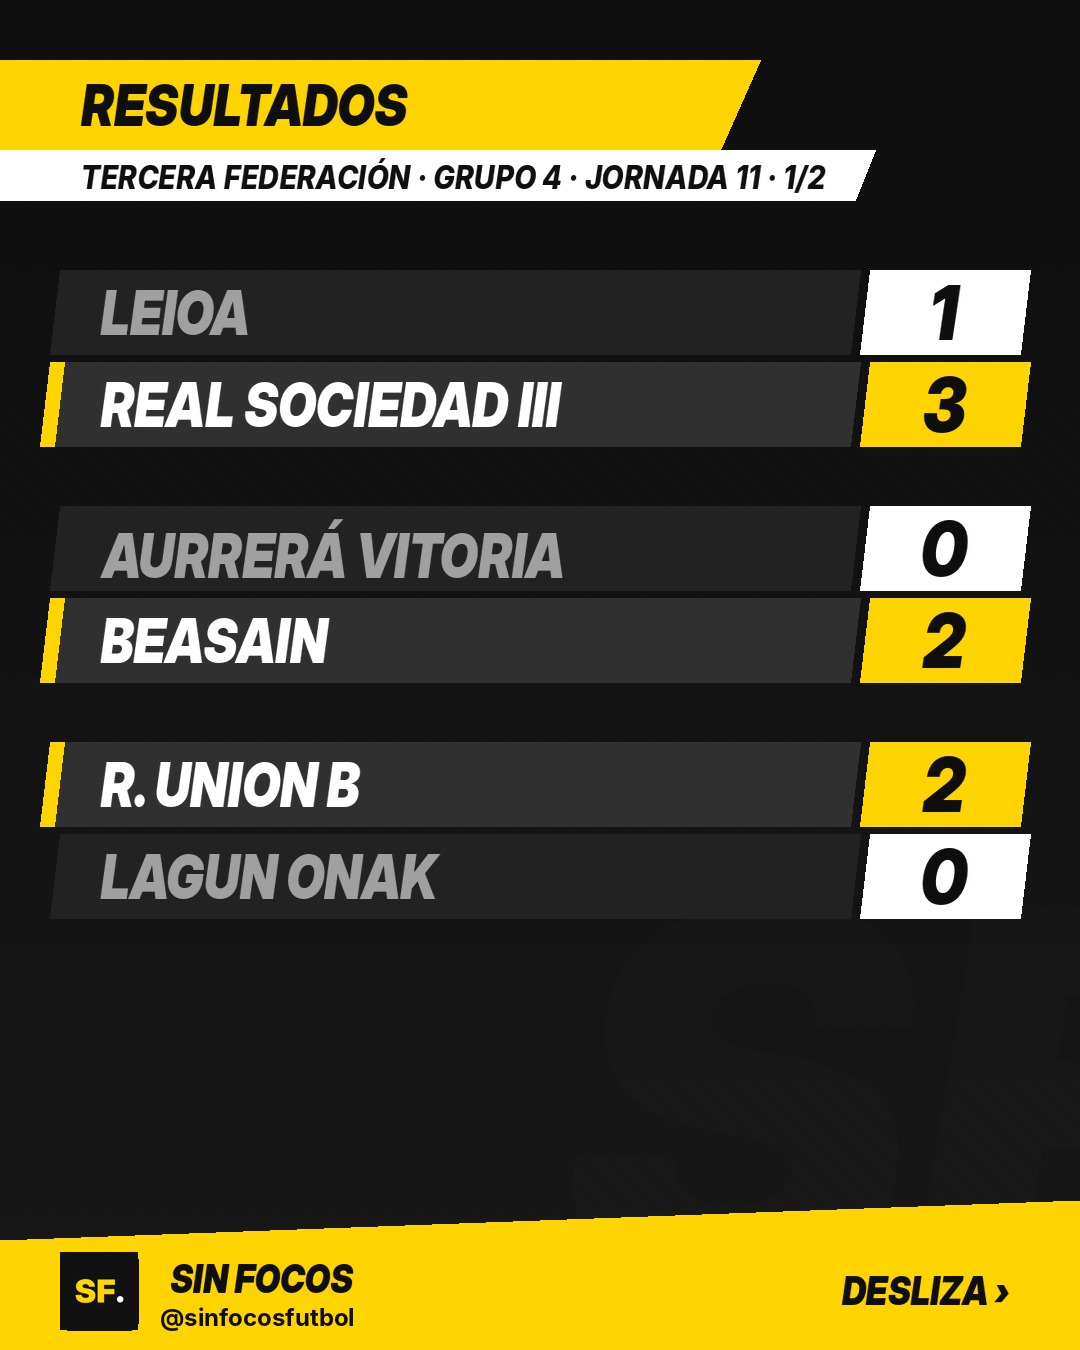 RESULTADOS
TERCERA FEDERACIÓN · GRUPO 4 · JORNADA 11 · 1/2
LEIOA 1
REAL SOCIEDAD III 3
AURRERÁ VITORIA 0
BEASAIN 2
R. UNION B 2
LAGUN ONAK 0
SF
SF.
SIN FOCOS
@sinfocosfutbol
DESLIZA ›